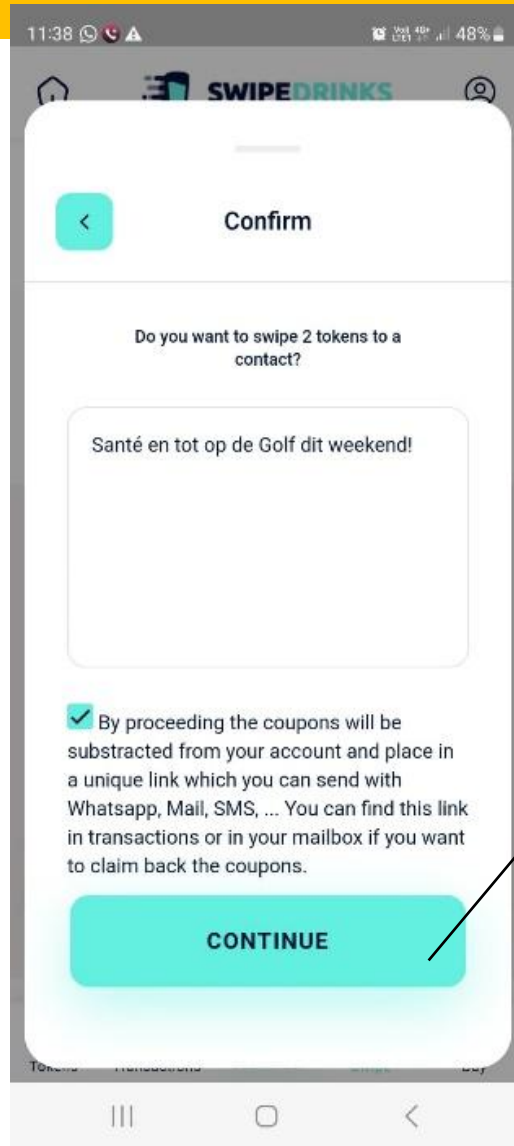 11:38
48%
SWIPEDRINKS
Confirm
Do you want to swipe 2 tokens to a
contact?
Santé en tot op de Golf dit weekend!
By proceeding the coupons will be
substracted from your account and place in
a unique link which you can send with
Whatsapp, Mail, SMS, ... You can find this link
in transactions or in your mailbox if you want
to claim back the coupons.
CONTINUE